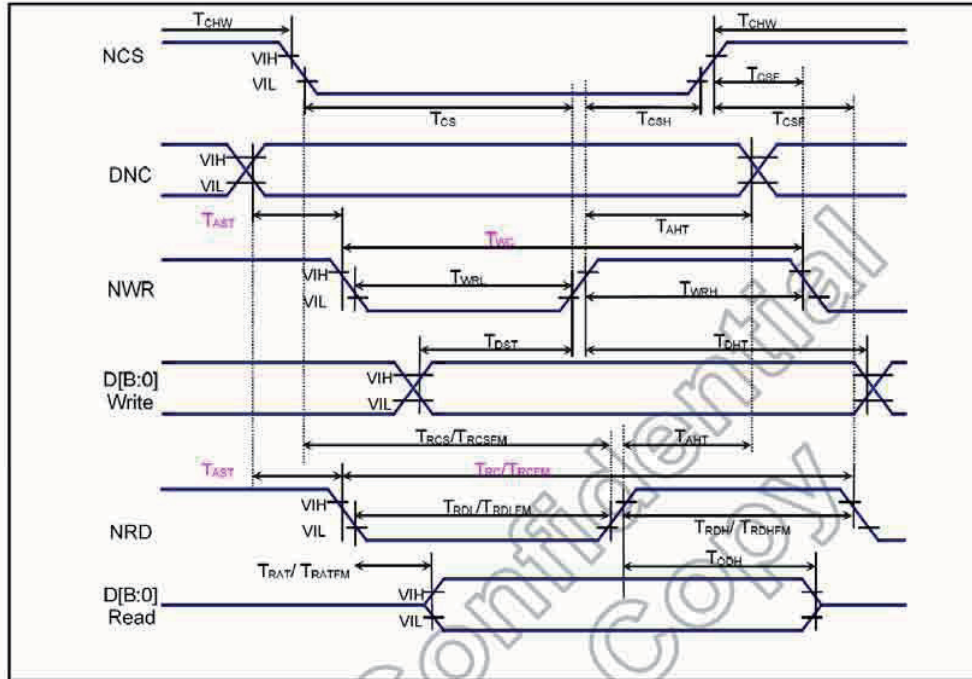 TCHW TCHW
NCS VIH
VIL TCSF
TCS TCSH TCSF
DNC VIH
VIL
TAST TAHT
TWC
NWR VIH
VIL TWRL TWRH
TDST TDHT
D[B:0] VIH
Write VIL
TRCS/TRCSFM TAHT
TAST TRC/TRCFM
NRD VIH
VIL TRDL/TRDLFM TRDH/ TRDHFM
TRAT/ TRATFM TODH
D[B:0] VIH
Read VIL
Confidential
Copy